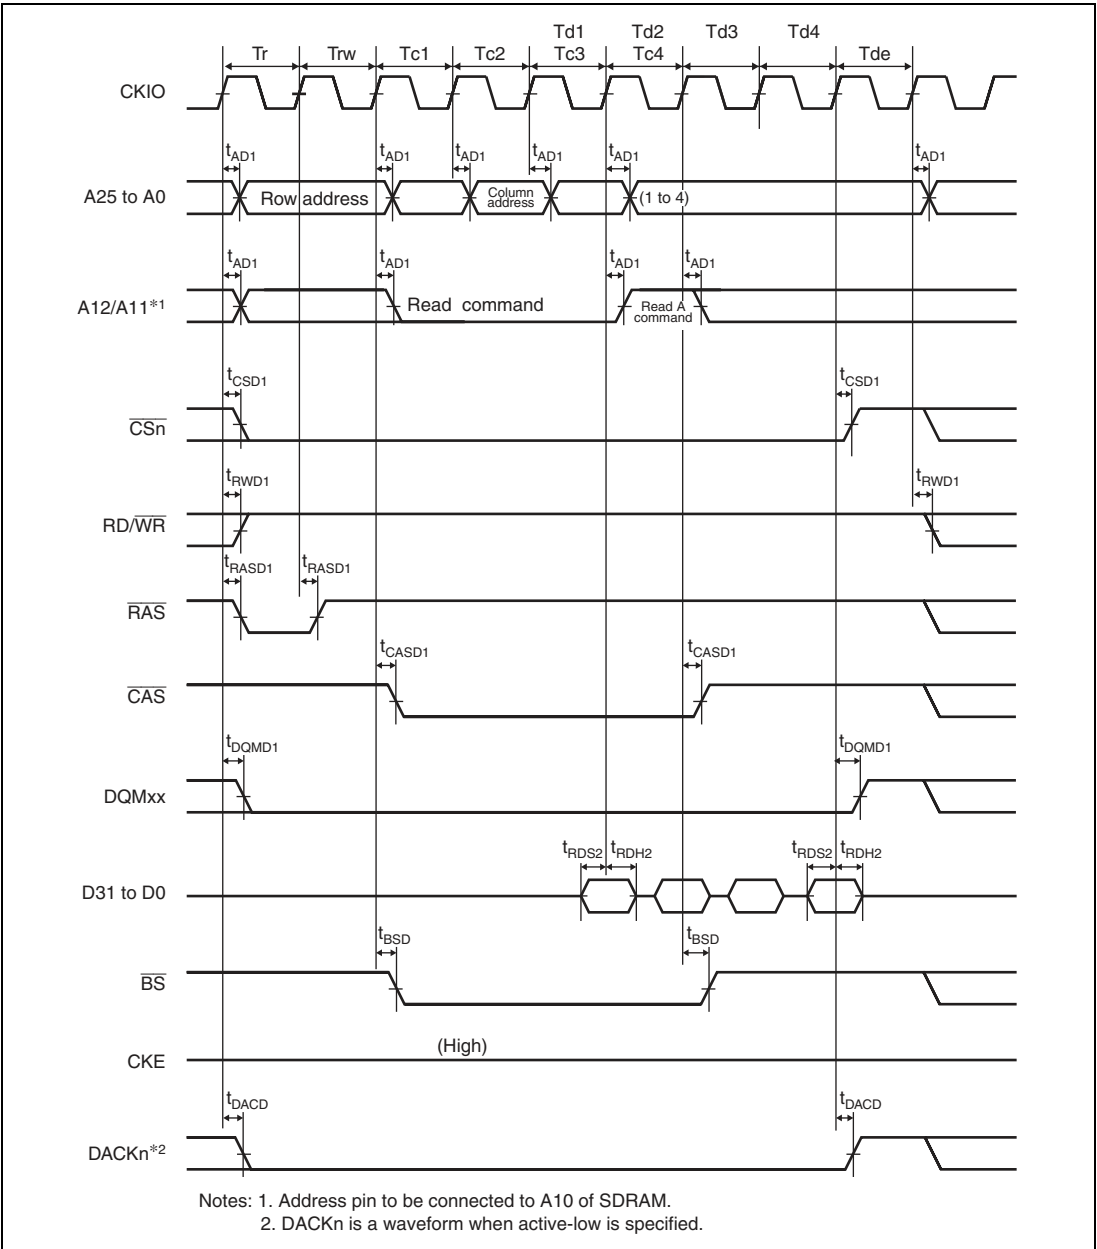 Td1 Td2 Td3 Td4
Tr Trw Tc1 Tc2 Tc3 Tc4 Tde
CKIO
tAD1 tAD1 tAD1 tAD1 tAD1 tAD1
A25 to A0
Row address
Column
address
(1 to 4)
tAD1 tAD1 tAD1 tAD1
A12/A11*1
Read command
Read A
command
tCSD1 tCSD1
CSn
tRWD1 tRWD1
RD/WR
tRASD1 tRASD1
RAS
tCASD1 tCASD1
CAS
tDQMD1 tDQMD1
DQMxx
tRDS2 tRDH2 tRDS2 tRDH2
D31 to D0
tBSD tBSD
BS
(High)
CKE
tDACD tDACD
DACKn*2
Notes: 1. Address pin to be connected to A10 of SDRAM.
2. DACKn is a waveform when active-low is specified.